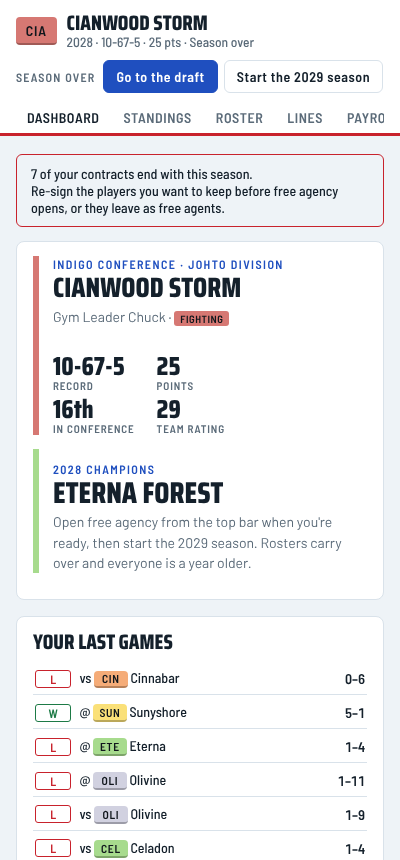 CIA
CIANWOOD STORM
2028 · 10-67-5 · 25 pts · Season over
SEASON OVER
Go to the draft
Start the 2029 season
DASHBOARD STANDINGS ROSTER LINES PAYRO
7 of your contracts end with this season.
Re-sign the players you want to keep before free agency
opens, or they leave as free agents.
INDIGO CONFERENCE · JOHTO DIVISION
CIANWOOD STORM
Gym Leader Chuck · FIGHTING
10-67-5 25
RECORD POINTS
16th 29
IN CONFERENCE TEAM RATING
2028 CHAMPIONS
ETERNA FOREST
Open free agency from the top bar when you're
ready, then start the 2029 season. Rosters carry
over and everyone is a year older.
YOUR LAST GAMES
L vs CIN Cinnabar 0–6
W @ SUN Sunyshore 5–1
L @ ETE Eterna 1–4
L @ OLI Olivine 1–11
L vs OLI Olivine 1–9
L vs CEL Celadon 1–4